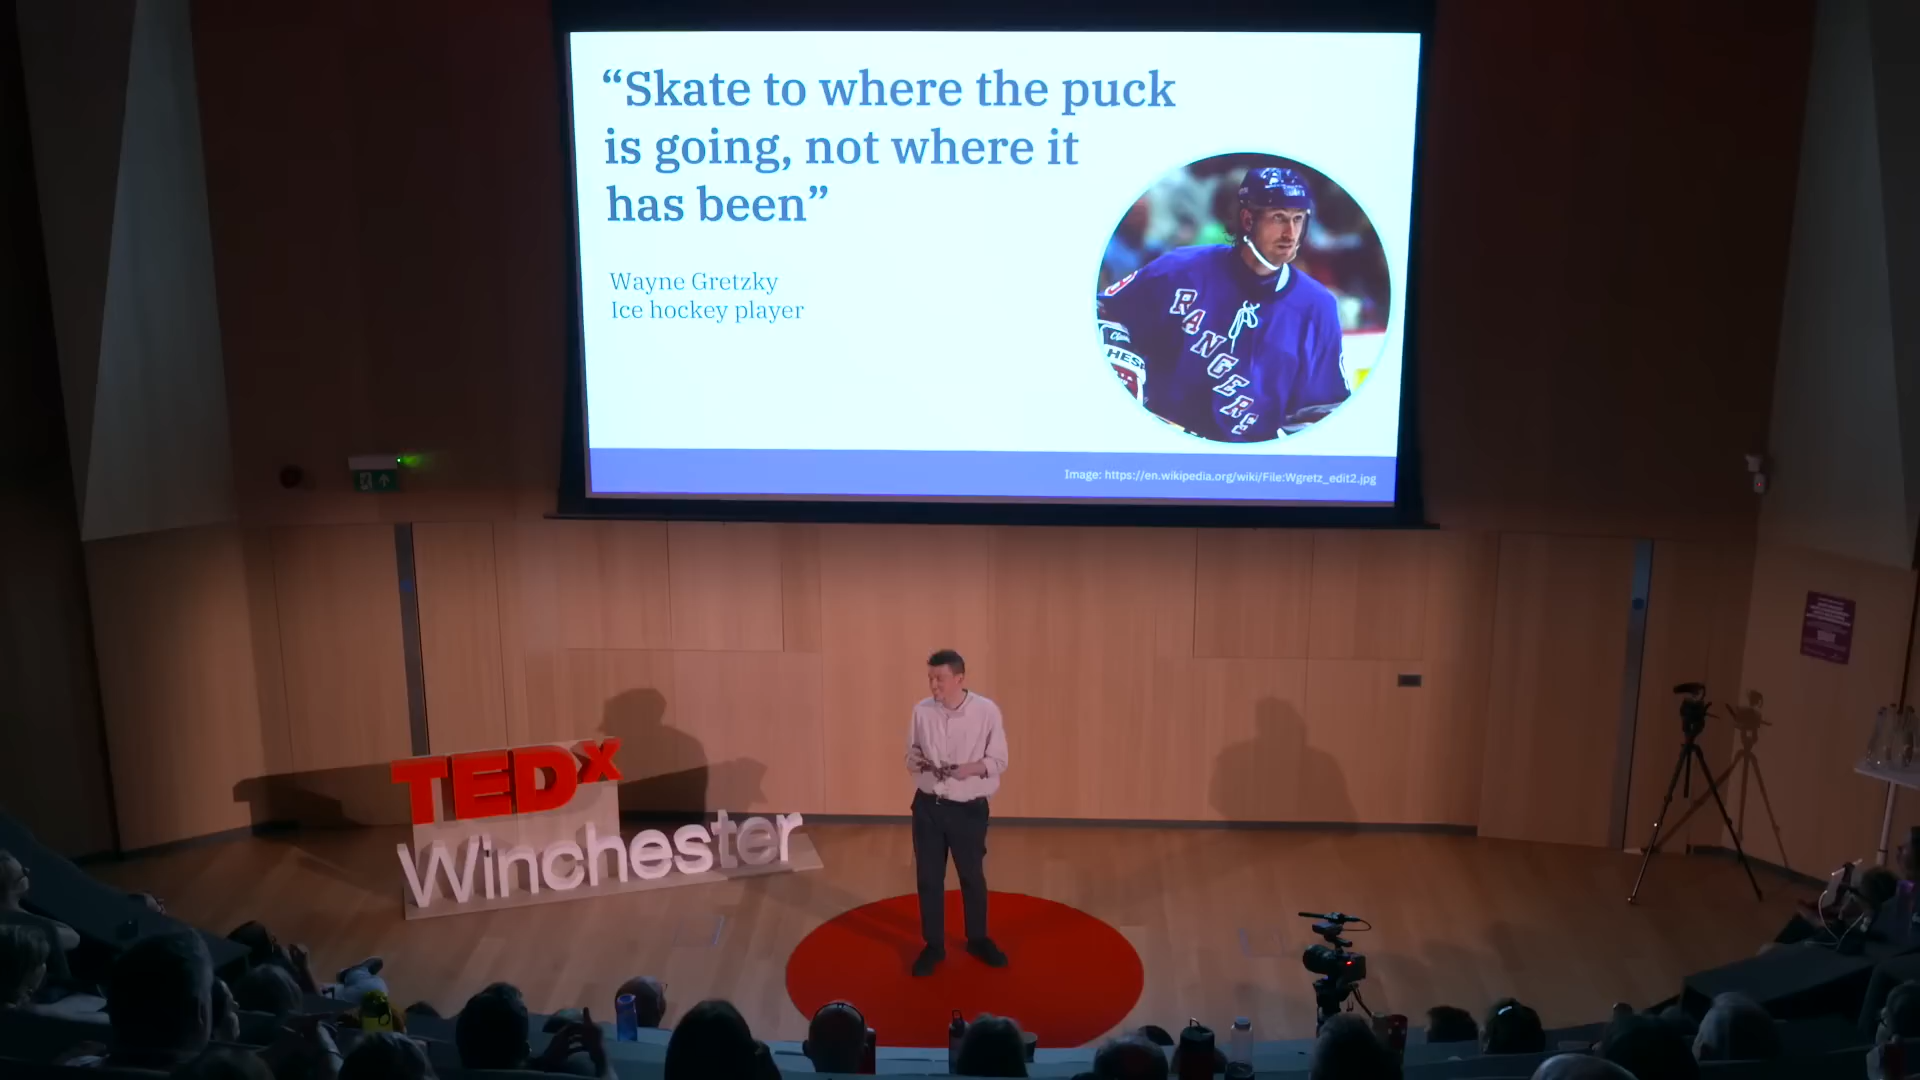 “Skate to where the puck
is going, not where it
has been”
Wayne Gretzky
Ice hockey player
RANGERS
HES
Image: https://en.wikipedia.org/wiki/File:Wgretz_edit2.jpg
TEDx
Winchester